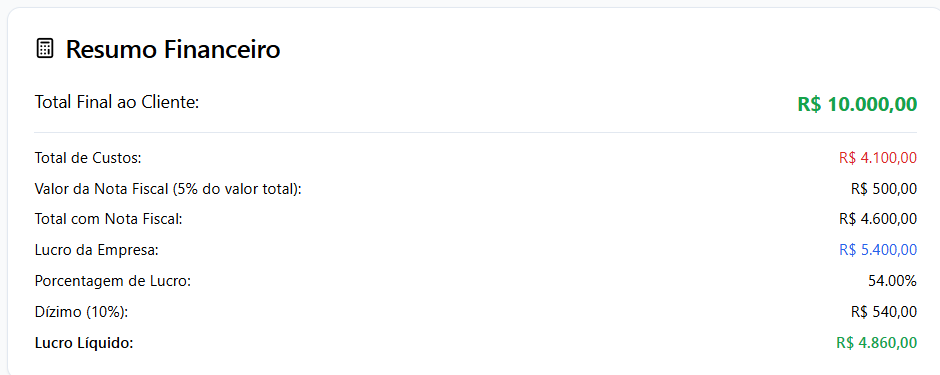 Resumo Financeiro
Total Final ao Cliente: R$ 10.000,00
Total de Custos: R$ 4.100,00
Valor da Nota Fiscal (5% do valor total): R$ 500,00
Total com Nota Fiscal: R$ 4.600,00
Lucro da Empresa: R$ 5.400,00
Porcentagem de Lucro: 54.00%
Dízimo (10%): R$ 540,00
Lucro Líquido: R$ 4.860,00